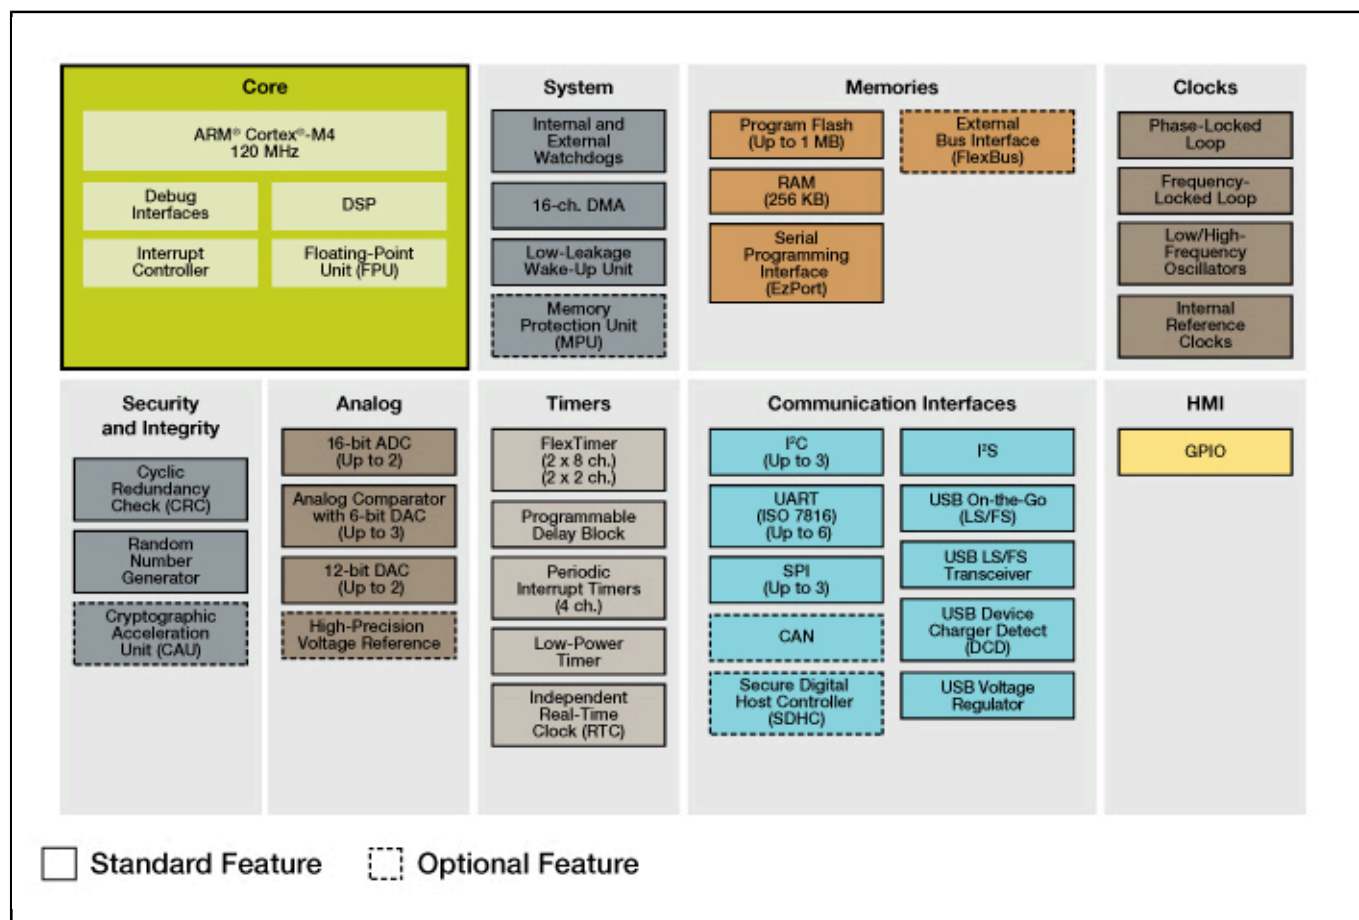 Core
ARM® Cortex®-M4
120 MHz
Debug
Interfaces
DSP
Interrupt
Controller
Floating-Point
Unit (FPU)
System
Internal and
External
Watchdogs
16-ch. DMA
Low-Leakage
Wake-Up Unit
Memory
Protection Unit
(MPU)
Memories
Program Flash
(Up to 1 MB)
External
Bus Interface
(FlexBus)
RAM
(256 KB)
Serial
Programming
Interface
(EzPort)
Clocks
Phase-Locked
Loop
Frequency-
Locked Loop
Low/High-
Frequency
Oscillators
Internal
Reference
Clocks
Security
and Integrity
Cyclic
Redundancy
Check (CRC)
Random
Number
Generator
Cryptographic
Acceleration
Unit (CAU)
Analog
16-bit ADC
(Up to 2)
Analog Comparator
with 6-bit DAC
(Up to 3)
12-bit DAC
(Up to 2)
High-Precision
Voltage Reference
Timers
FlexTimer
(2 x 8 ch.)
(2 x 2 ch.)
Programmable
Delay Block
Periodic
Interrupt Timers
(4 ch.)
Low-Power
Timer
Independent
Real-Time
Clock (RTC)
Communication Interfaces
I²C
(Up to 3)
UART
(ISO 7816)
(Up to 6)
SPI
(Up to 3)
CAN
Secure Digital
Host Controller
(SDHC)
I²S
USB On-the-Go
(LS/FS)
USB LS/FS
Transceiver
USB Device
Charger Detect
(DCD)
USB Voltage
Regulator
HMI
GPIO
Standard Feature
Optional Feature